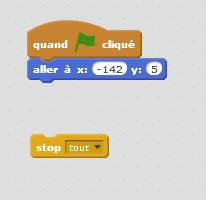 quand cliqué
aller à x: -142 y: 5
stop tout